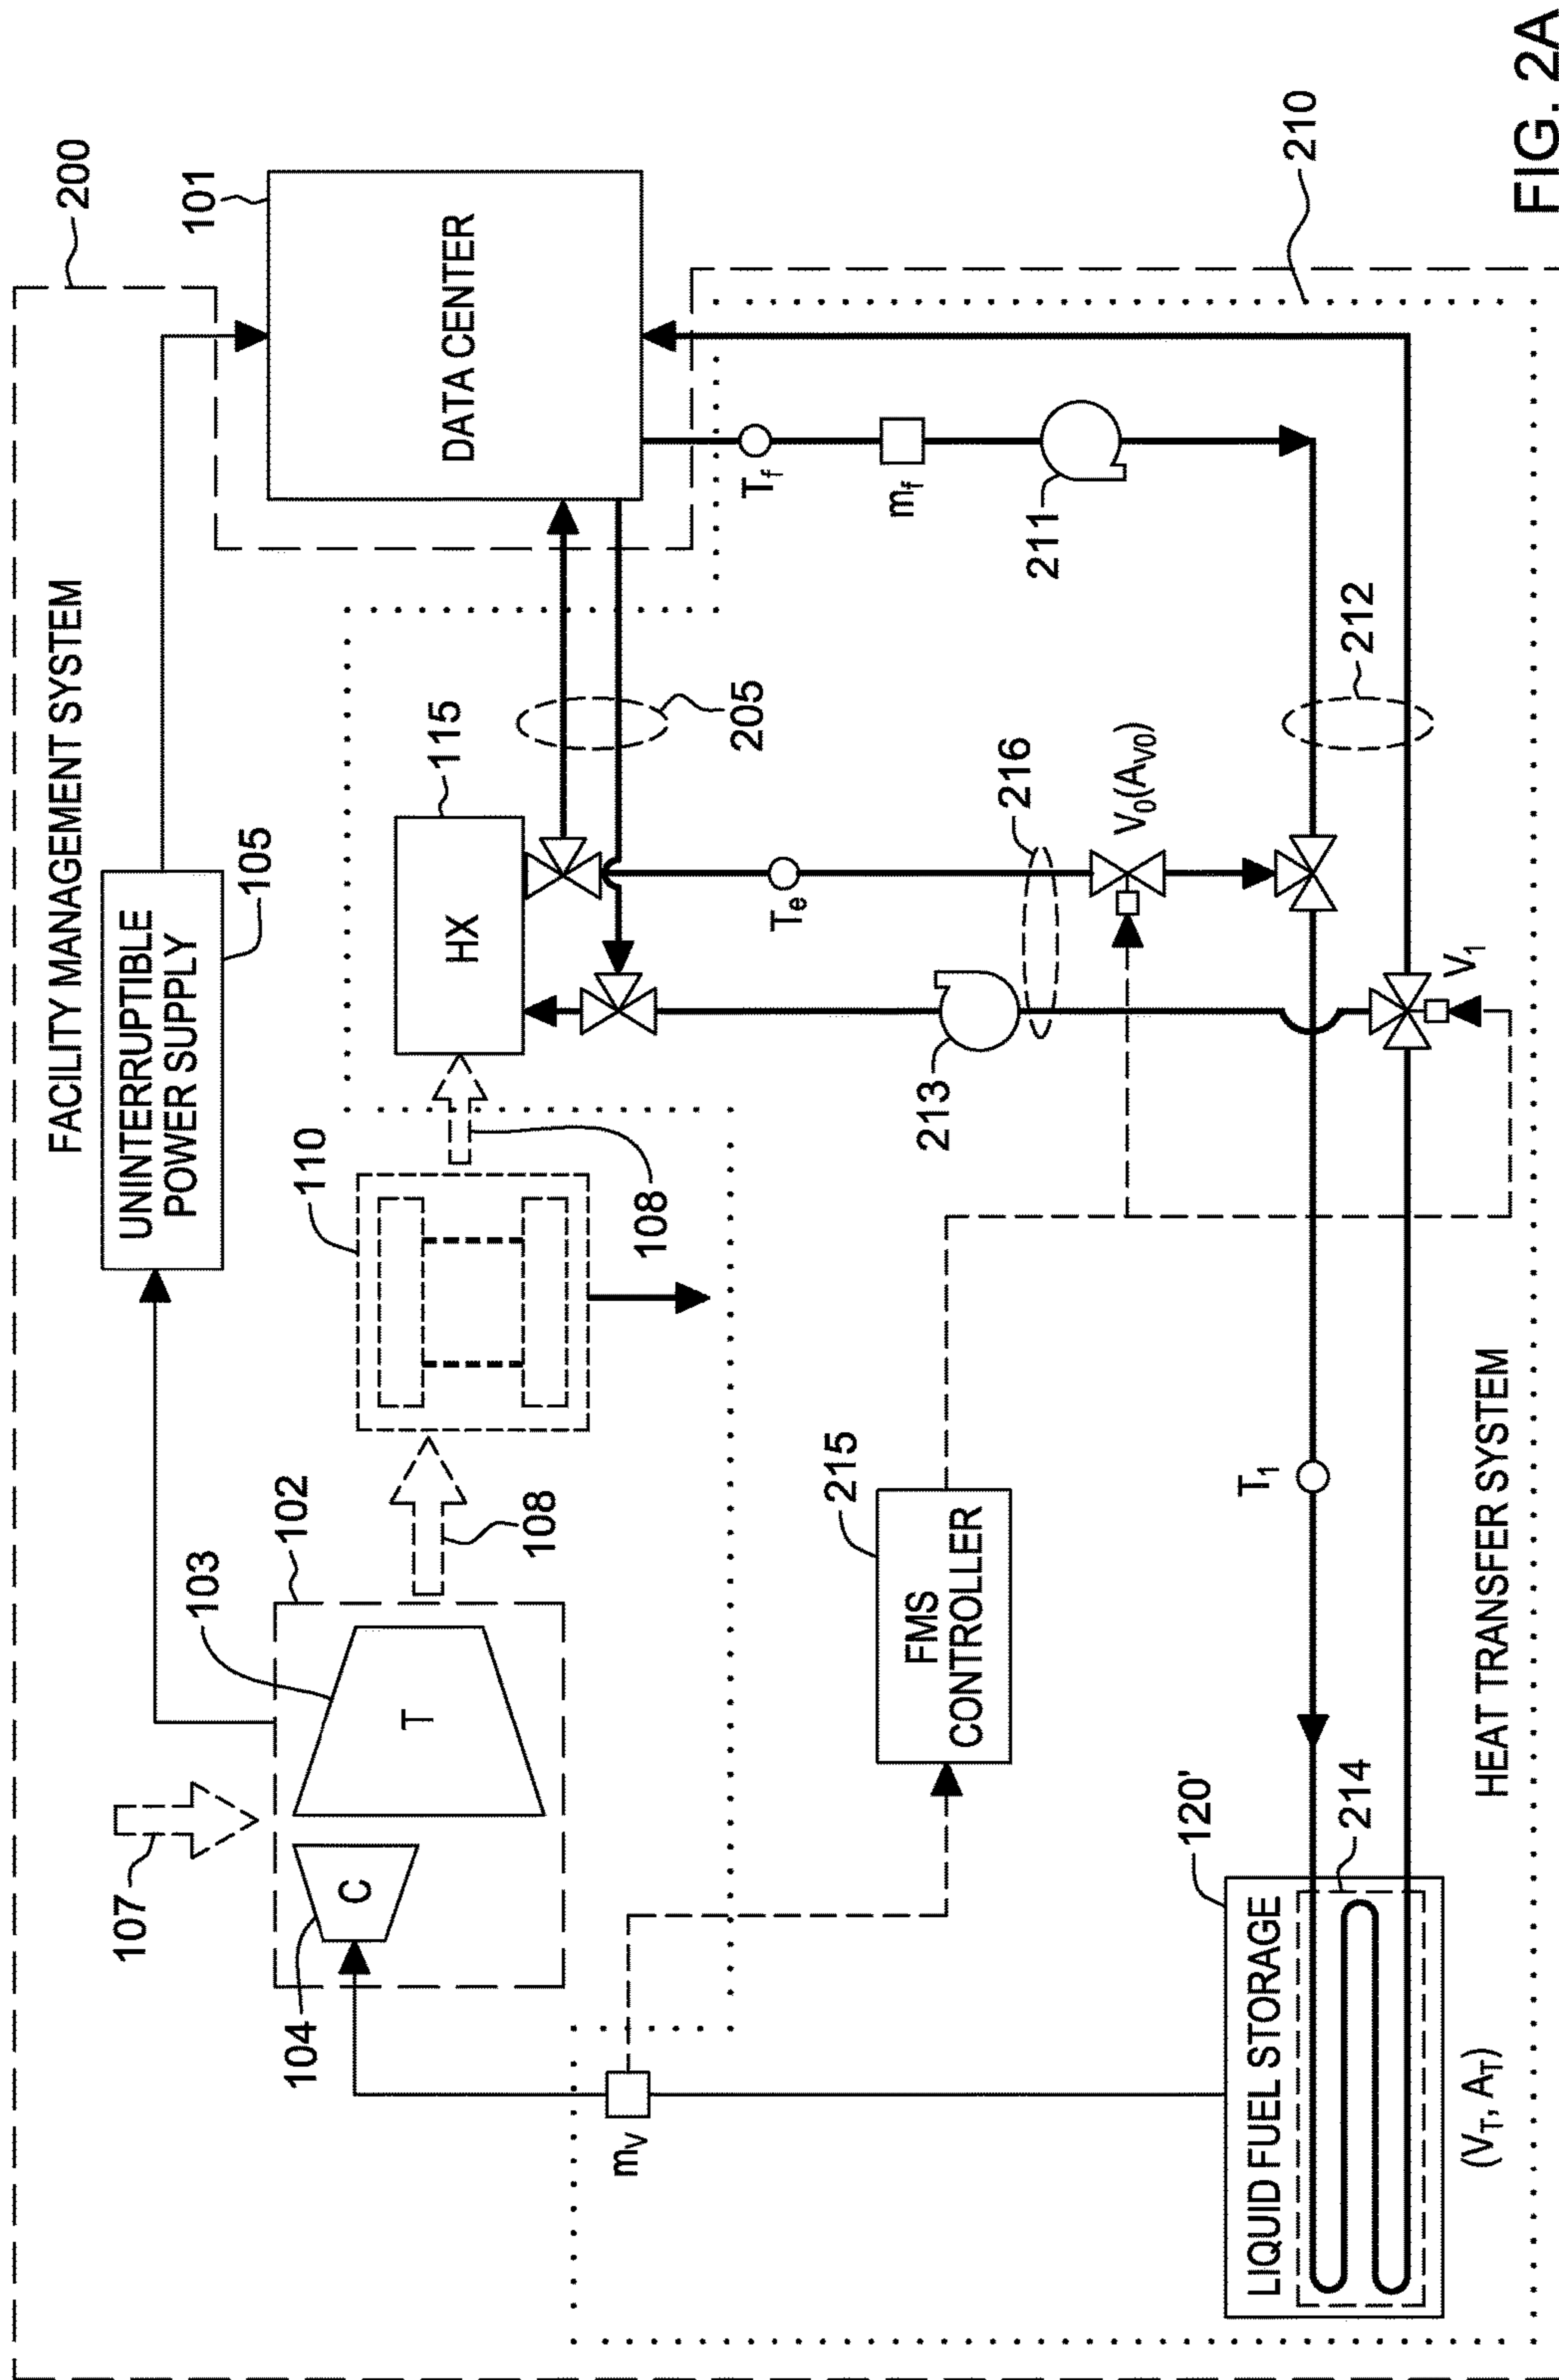 FACILITY MANAGEMENT SYSTEM
200
UNINTERRUPTIBLE
POWER SUPPLY
105
101
DATA CENTER
107
102
103
T
104
C
108
110
108
115
HX
205
Tf
mf
211
Te
216
V0(AV0)
212
213
V1
210
215
FMS
CONTROLLER
mV
T1
120'
LIQUID FUEL STORAGE
214
(VT, AT)
HEAT TRANSFER SYSTEM
FIG. 2A